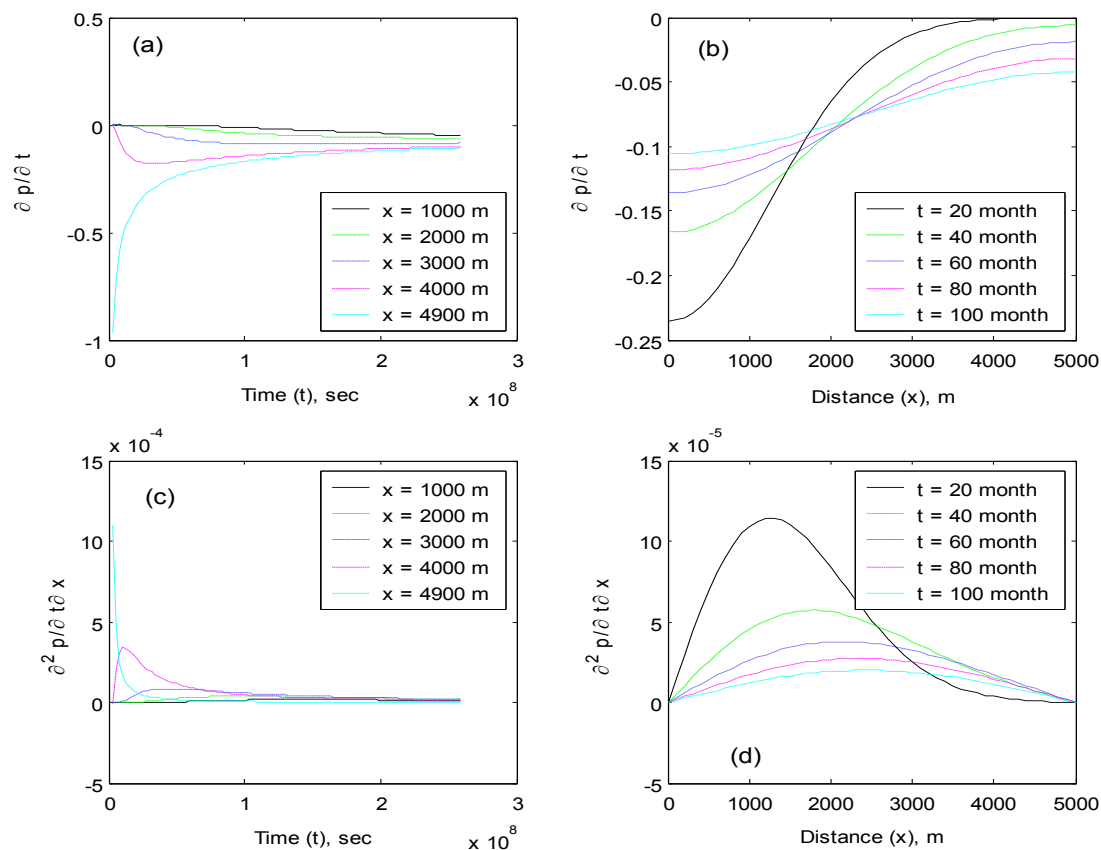 (a)
0.5
0
-0.5
-1
∂ p/∂ t
x = 1000 m
x = 2000 m
x = 3000 m
x = 4000 m
x = 4900 m
0 1 2 3
Time (t), sec
x 10^8
(b)
0
-0.05
-0.1
-0.15
-0.2
-0.25
∂ p/∂ t
t = 20 month
t = 40 month
t = 60 month
t = 80 month
t = 100 month
0 1000 2000 3000 4000 5000
Distance (x), m
x 10^-4
(c)
15
10
5
0
-5
∂^2 p/∂ t∂ x
x = 1000 m
x = 2000 m
x = 3000 m
x = 4000 m
x = 4900 m
0 1 2 3
Time (t), sec
x 10^8
x 10^-5
15
10
5
0
-5
∂^2 p/∂ t∂ x
t = 20 month
t = 40 month
t = 60 month
t = 80 month
t = 100 month
(d)
0 1000 2000 3000 4000 5000
Distance (x), m